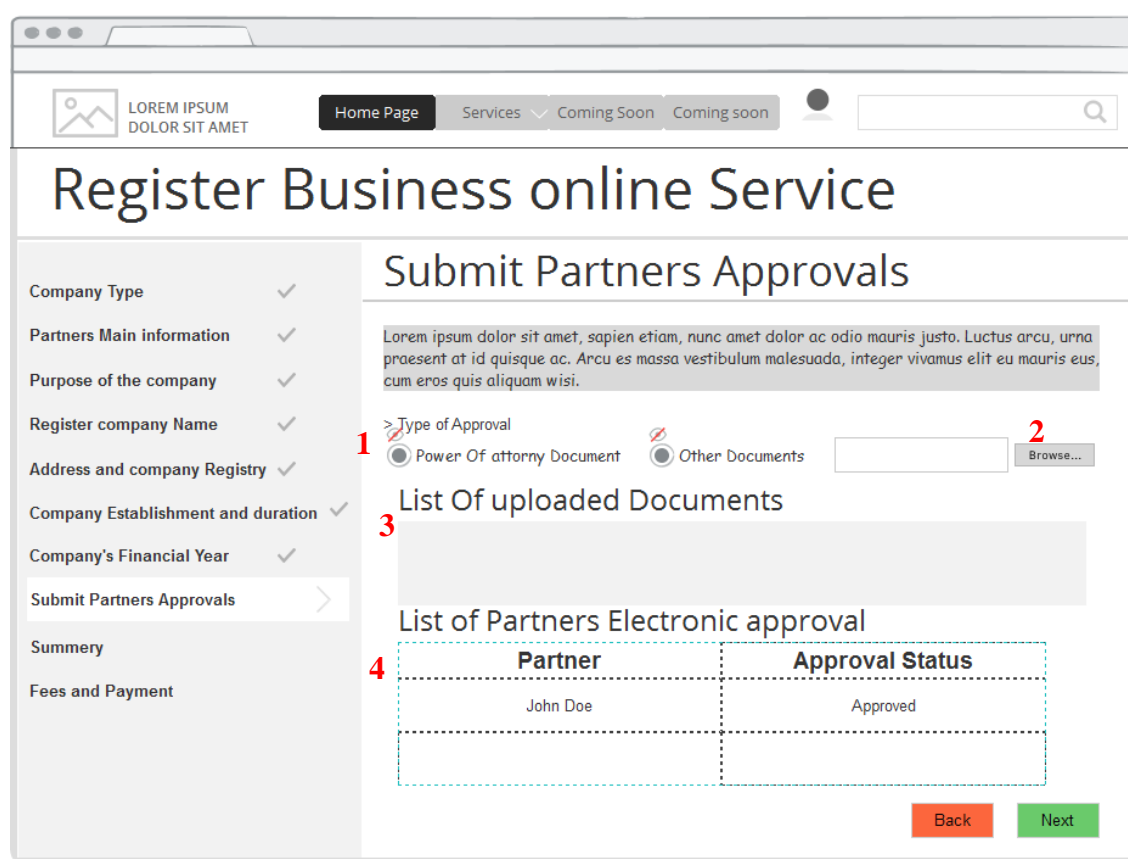 LOREM IPSUM
DOLOR SIT AMET
Home Page
Services
Coming Soon
Coming soon
Register Business online Service
Company Type
Partners Main information
Purpose of the company
Register company Name
Address and company Registry
Company Establishment and duration
Company's Financial Year
Submit Partners Approvals
Summery
Fees and Payment
Submit Partners Approvals
Lorem ipsum dolor sit amet, sapien etiam, nunc amet dolor ac odio mauris justo. Luctus arcu, urna
praesent at id quisque ac. Arcu es massa vestibulum malesuada, integer vivamus elit eu mauris eus,
cum eros quis aliquam wisi.
> Type of Approval
1 Power Of attorny Document Other Documents
2
Browse...
List Of uploaded Documents
3
List of Partners Electronic approval
4
Partner Approval Status
John Doe Approved
Back Next